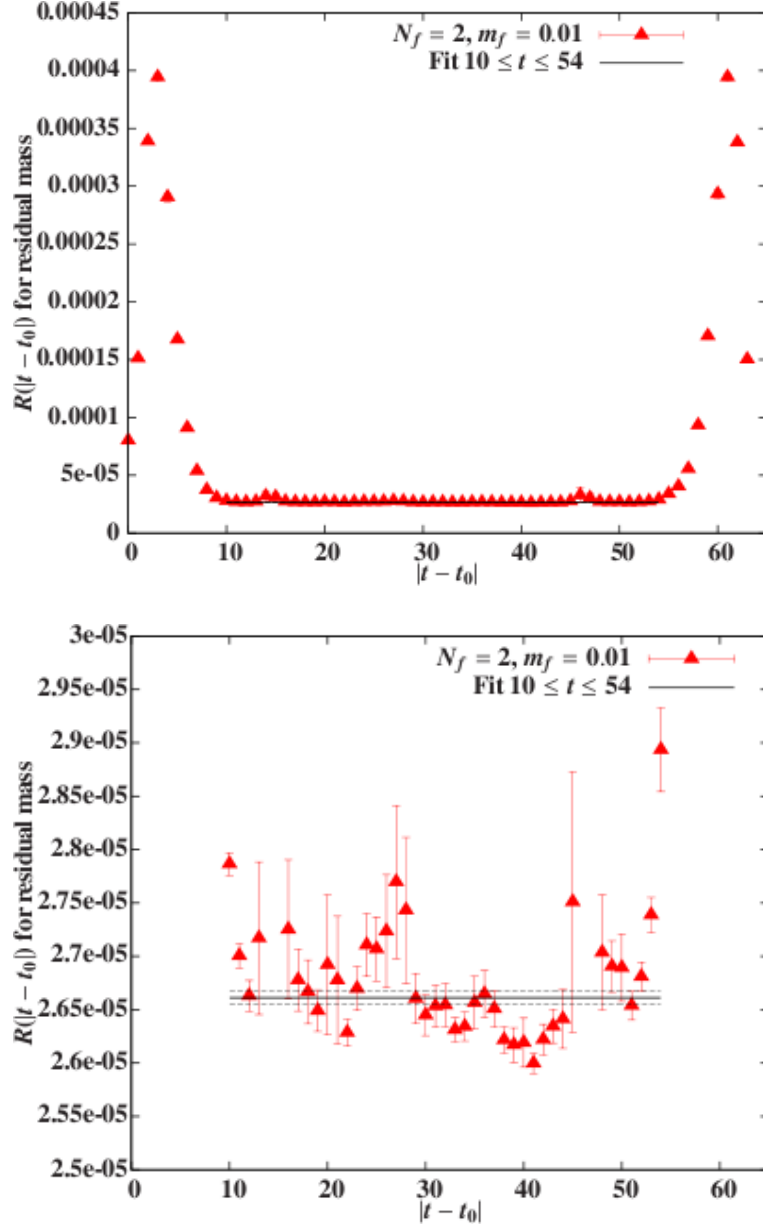 0.00045
0.0004
0.00035
0.0003
0.00025
0.0002
0.00015
0.0001
5e-05
0
R(|t − t₀|) for residual mass
N_f = 2, m_f = 0.01
Fit 10 ≤ t ≤ 54
0 10 20 30 40 50 60
|t − t₀|
3e-05
2.95e-05
2.9e-05
2.85e-05
2.8e-05
2.75e-05
2.7e-05
2.65e-05
2.6e-05
2.55e-05
2.5e-05
R(|t − t₀|) for residual mass
N_f = 2, m_f = 0.01
Fit 10 ≤ t ≤ 54
0 10 20 30 40 50 60
|t − t₀|